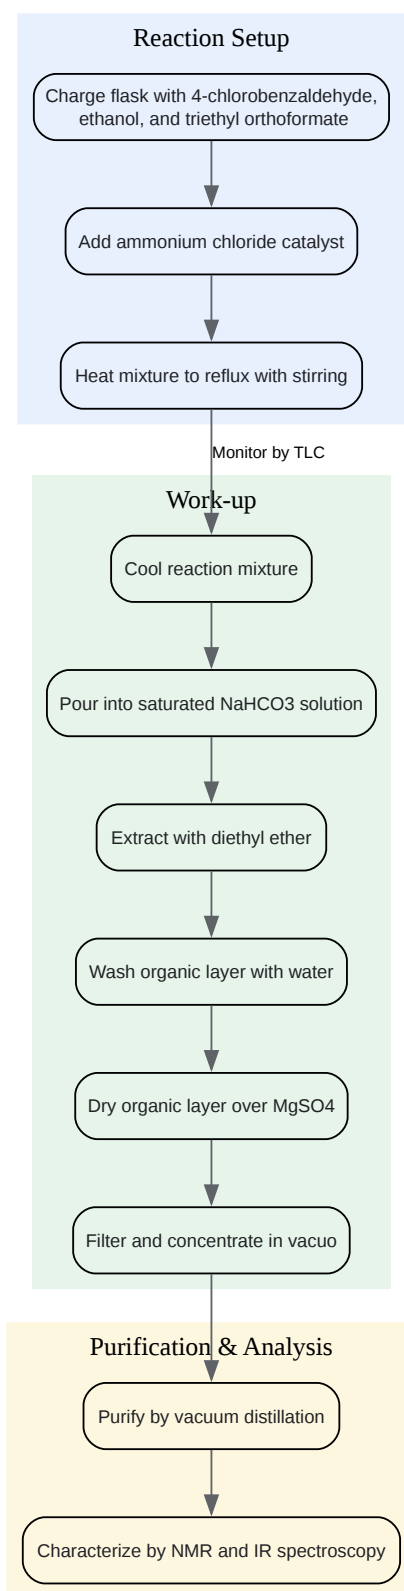 Reaction Setup
Charge flask with 4-chlorobenzaldehyde,
ethanol, and triethyl orthoformate
Add ammonium chloride catalyst
Heat mixture to reflux with stirring
Monitor by TLC
Work-up
Cool reaction mixture
Pour into saturated NaHCO3 solution
Extract with diethyl ether
Wash organic layer with water
Dry organic layer over MgSO4
Filter and concentrate in vacuo
Purification & Analysis
Purify by vacuum distillation
Characterize by NMR and IR spectroscopy